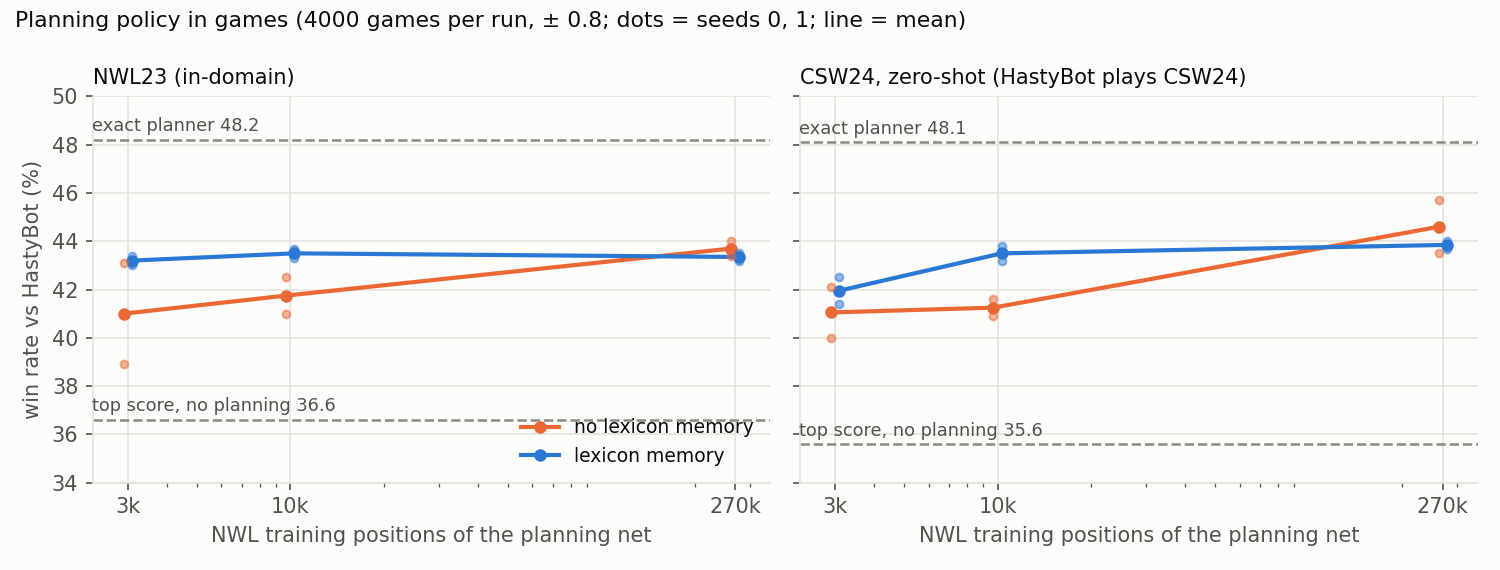 Planning policy in games (4000 games per run, ± 0.8; dots = seeds 0, 1; line = mean)
NWL23 (in-domain)
50
48
46
44
42
40
38
36
34
win rate vs HastyBot (%)
exact planner 48.2
top score, no planning 36.6
no lexicon memory
lexicon memory
3k
10k
270k
NWL training positions of the planning net
CSW24, zero-shot (HastyBot plays CSW24)
exact planner 48.1
top score, no planning 35.6
3k
10k
270k
NWL training positions of the planning net